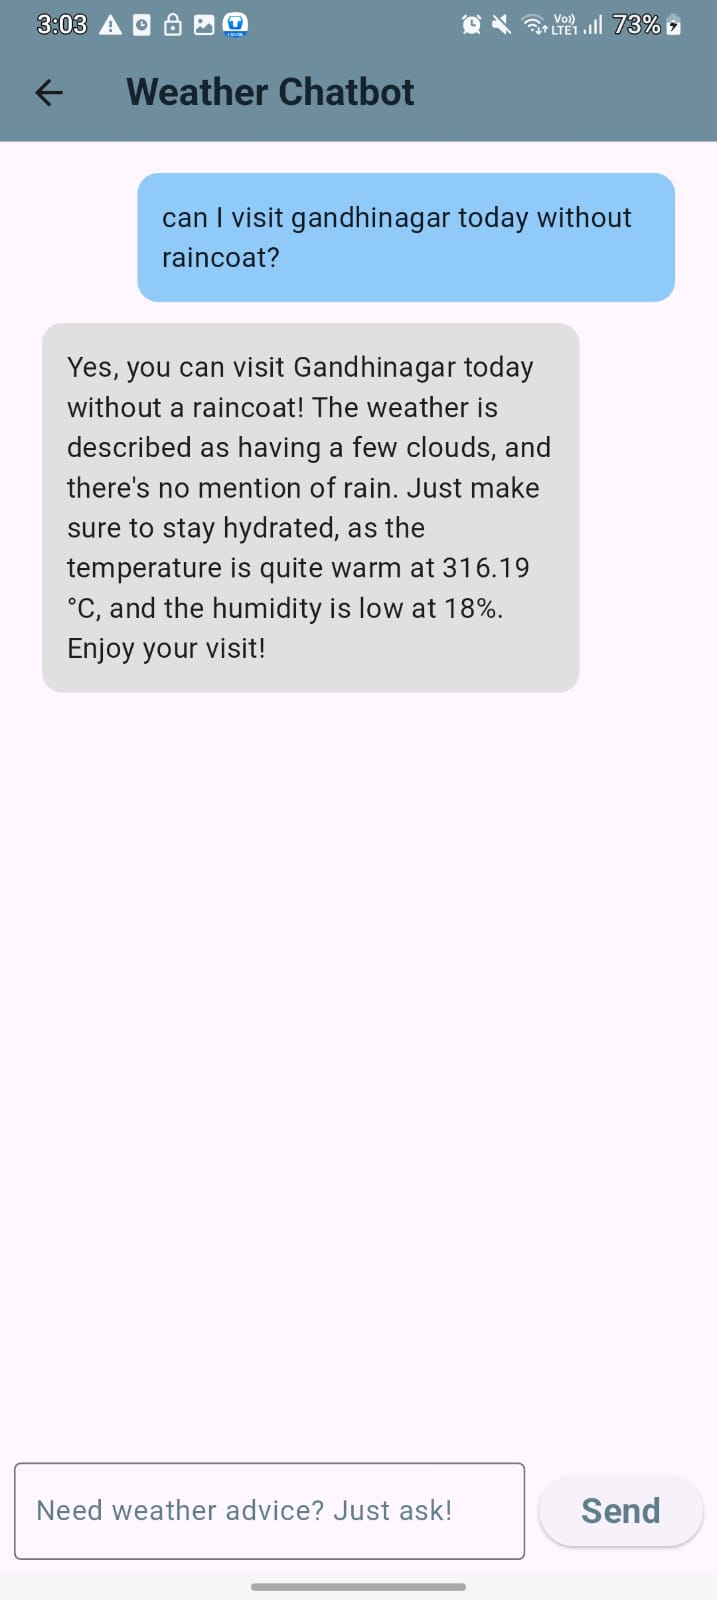 3:03
Vo))
LTE1
73%
Weather Chatbot
can I visit gandhinagar today without
raincoat?
Yes, you can visit Gandhinagar today
without a raincoat! The weather is
described as having a few clouds, and
there's no mention of rain. Just make
sure to stay hydrated, as the
temperature is quite warm at 316.19
°C, and the humidity is low at 18%.
Enjoy your visit!
Need weather advice? Just ask!
Send